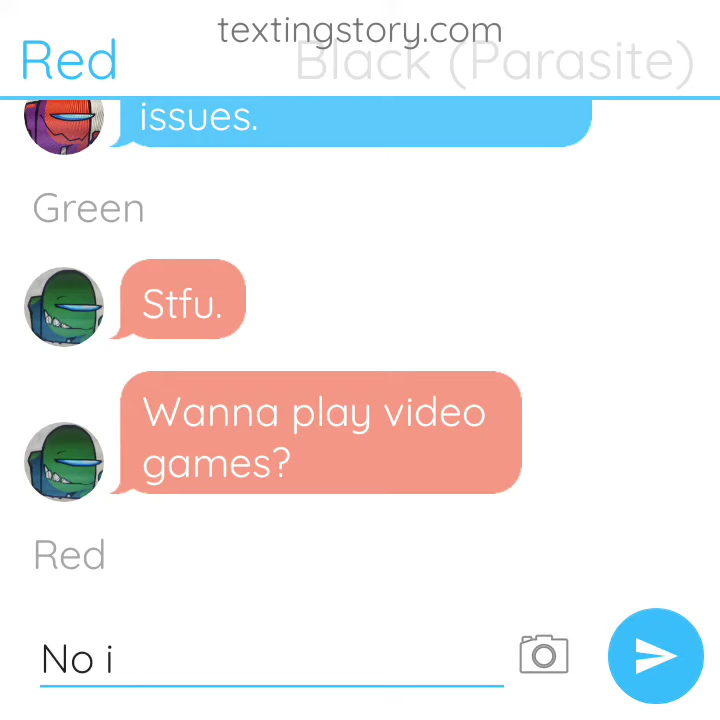 textingstory.com
Red Black (Parasite)
issues.
Green
Stfu.
Wanna play video
games?
Red
No i